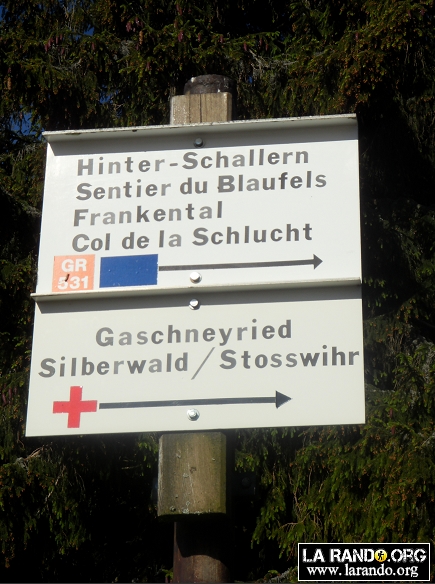 Hinter-Schallern
Sentier du Blaufels
Frankental
Col de la Schlucht
GR
531
Gaschneyried
Silberwald / Stosswihr
LA RANDO.ORG
www.larando.org